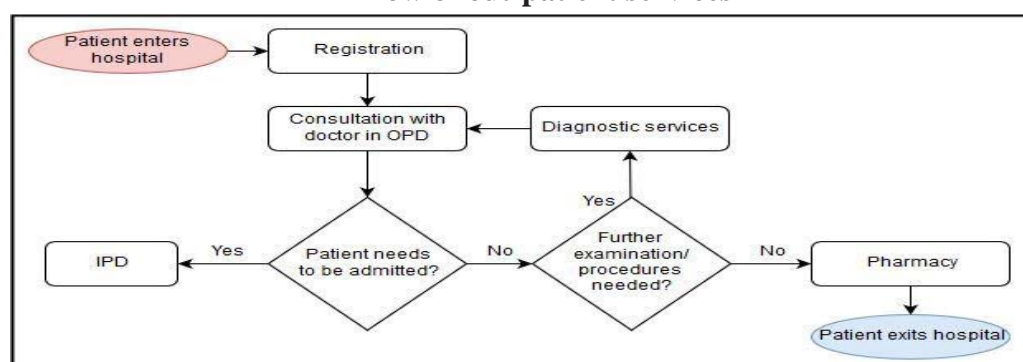 Patient enters
hospital
Registration
Consultation with
doctor in OPD
Diagnostic services
Yes
IPD
Yes
Patient needs
to be admitted?
No
Further
examination/
procedures
needed?
No
Pharmacy
Patient exits hospital